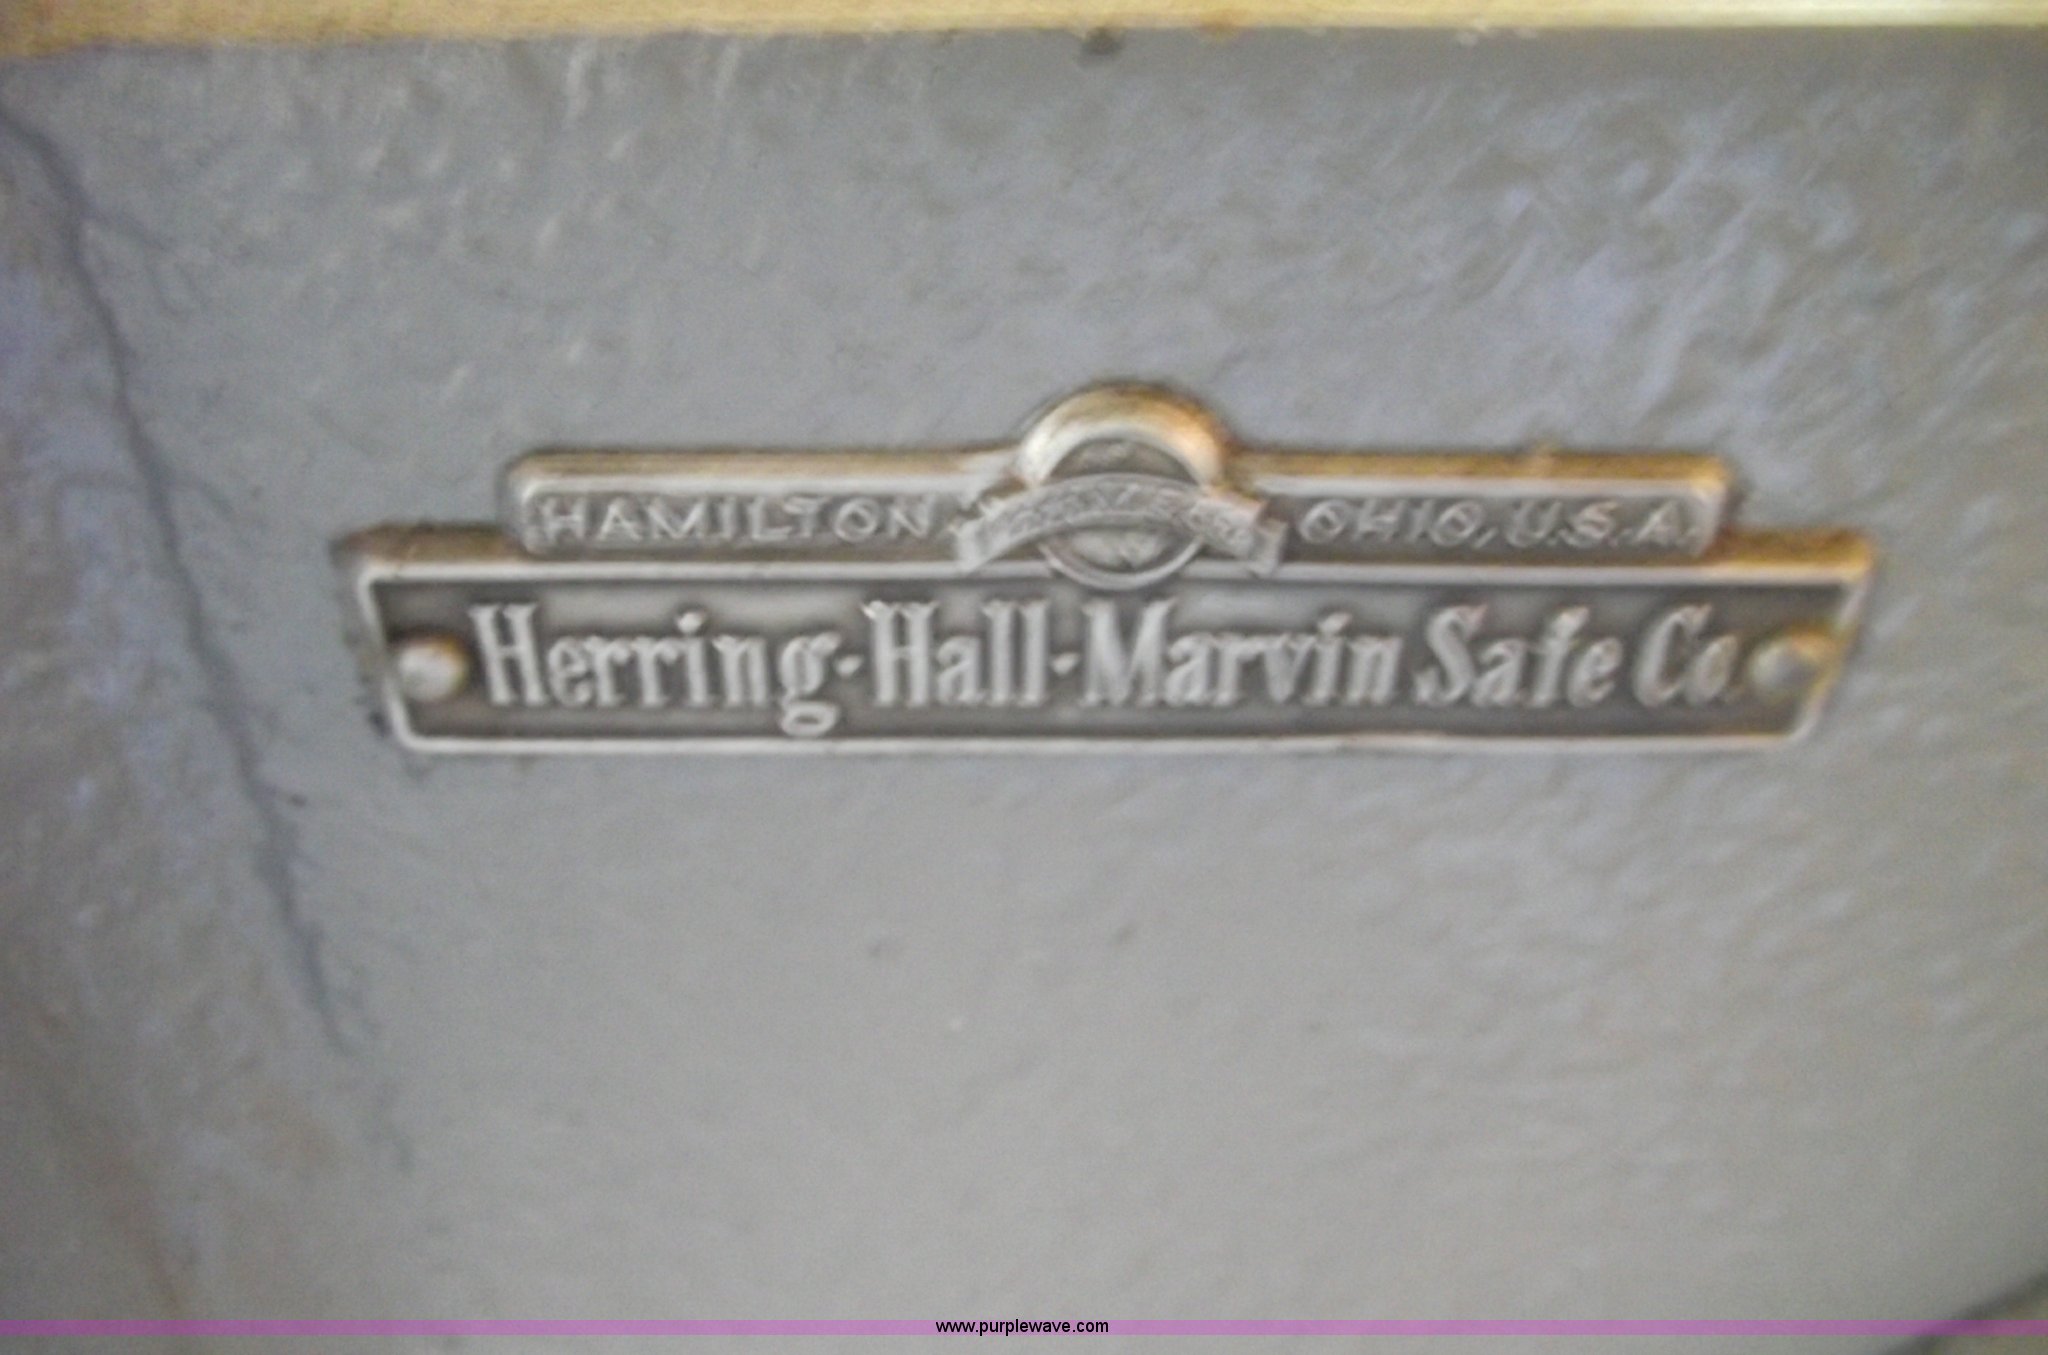 HAMILTON, OHIO, U.S.A.
Herring-Hall-Marvin Safe Co.
www.purplewave.com